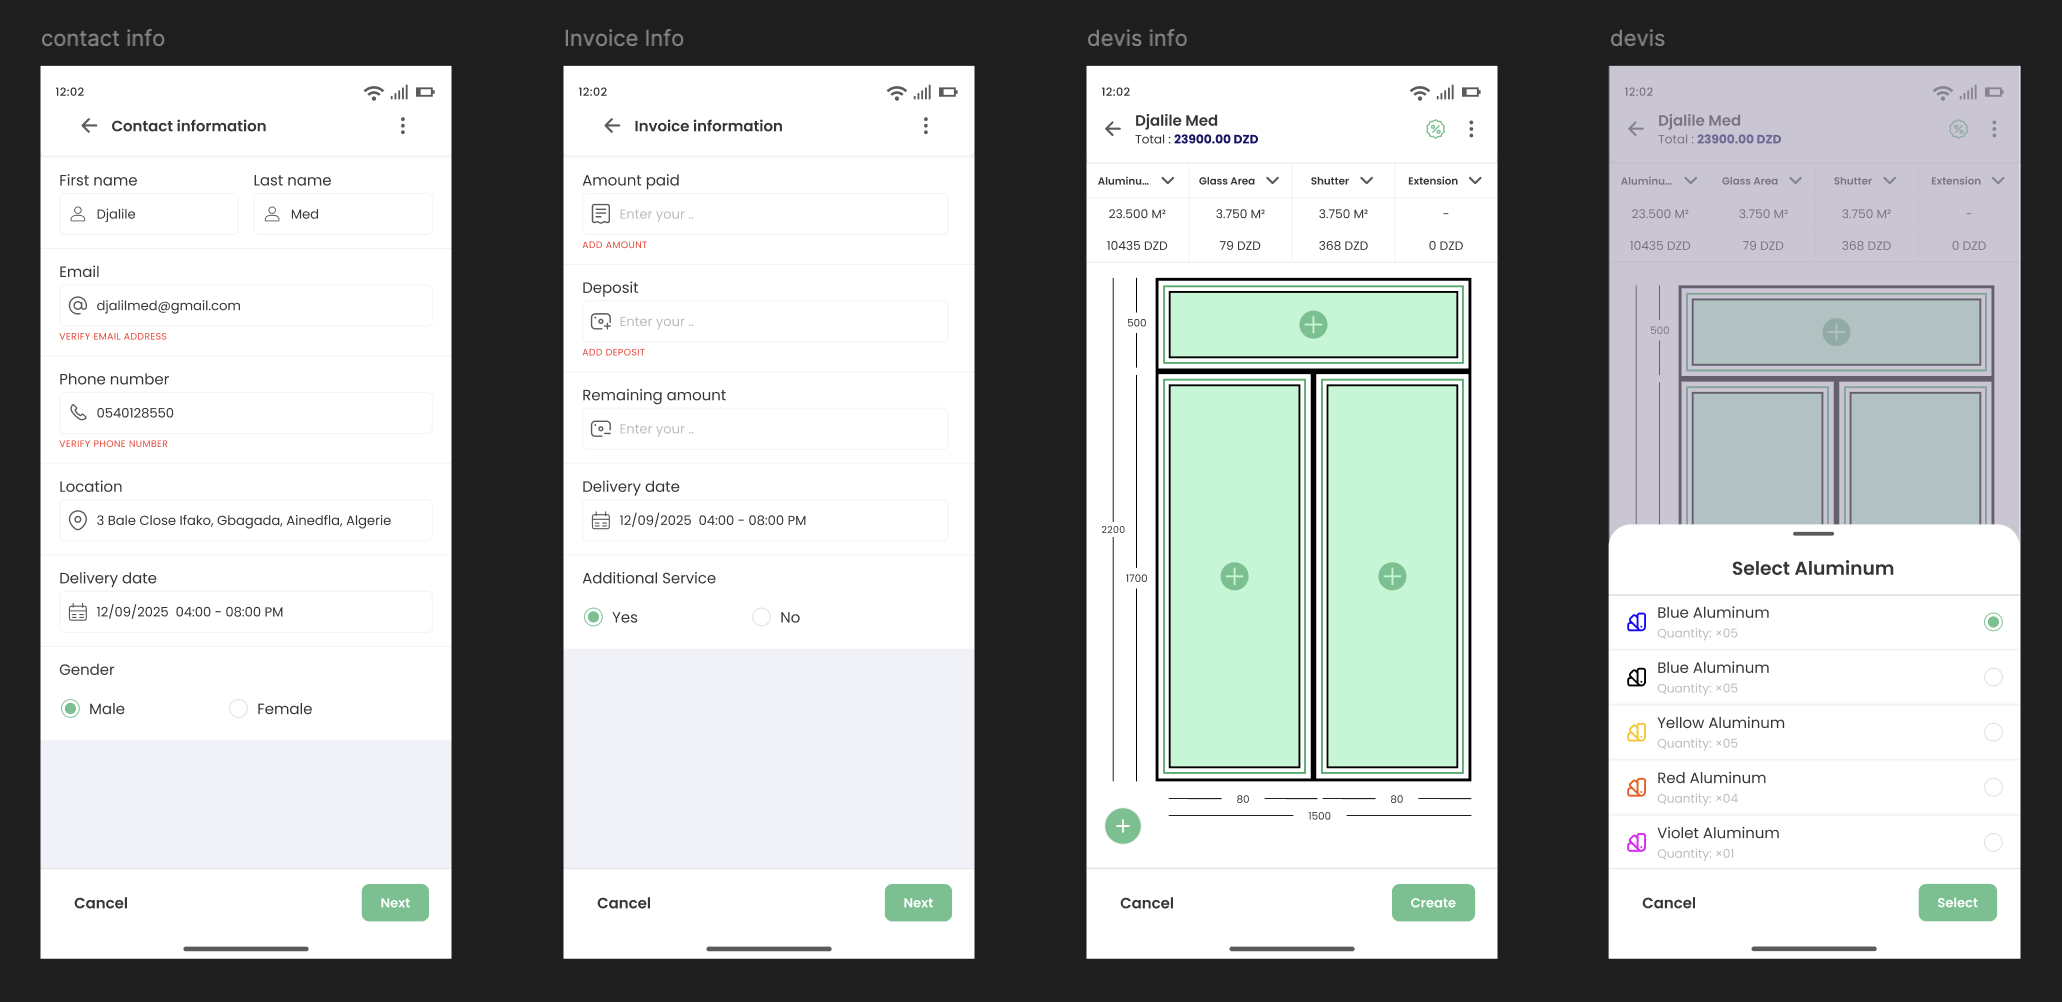 contact info
12:02
Contact information
First name
Last name
Djalile
Med
Email
djalilmed@gmail.com
VERIFY EMAIL ADDRESS
Phone number
0540128550
VERIFY PHONE NUMBER
Location
3 Bale Close Ifako, Gbagada, Ainedfla, Algerie
Delivery date
12/09/2025 04:00 - 08:00 PM
Gender
Male
Female
Cancel
Next
Invoice Info
12:02
Invoice information
Amount paid
Enter your ..
ADD AMOUNT
Deposit
Enter your ..
ADD DEPOSIT
Remaining amount
Enter your ..
Delivery date
12/09/2025 04:00 - 08:00 PM
Additional Service
Yes
No
Cancel
Next
devis info
12:02
Djalile Med
Total : 23900.00 DZD
%
Aluminu...
Glass Area
Shutter
Extension
23.500 M²
3.750 M²
3.750 M²
-
10435 DZD
79 DZD
368 DZD
0 DZD
500
2200
1700
80
80
1500
Cancel
Create
devis
12:02
Djalile Med
Total : 23900.00 DZD
%
Aluminu...
Glass Area
Shutter
Extension
23.500 M²
3.750 M²
3.750 M²
-
10435 DZD
79 DZD
368 DZD
0 DZD
500
Select Aluminum
Blue Aluminum
Quantity: ×05
Blue Aluminum
Quantity: ×05
Yellow Aluminum
Quantity: ×05
Red Aluminum
Quantity: ×04
Violet Aluminum
Quantity: ×01
Cancel
Select